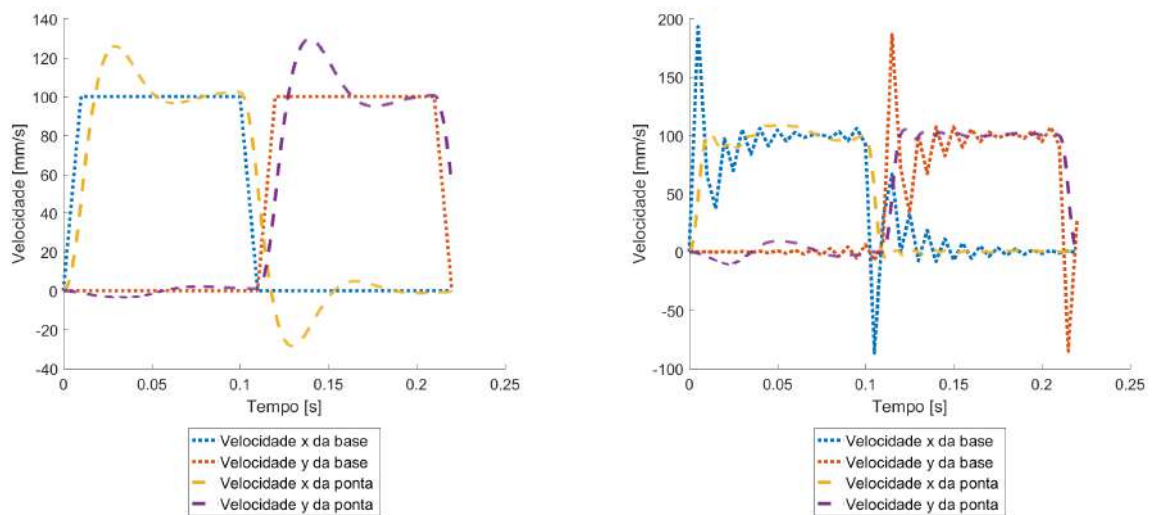 140
120
100
80
60
40
20
0
-20
-40
Velocidade [mm/s]
0 0.05 0.1 0.15 0.2 0.25
Tempo [s]
Velocidade x da base
Velocidade y da base
Velocidade x da ponta
Velocidade y da ponta
200
150
100
50
0
-50
-100
Velocidade [mm/s]
0 0.05 0.1 0.15 0.2 0.25
Tempo [s]
Velocidade x da base
Velocidade y da base
Velocidade x da ponta
Velocidade y da ponta